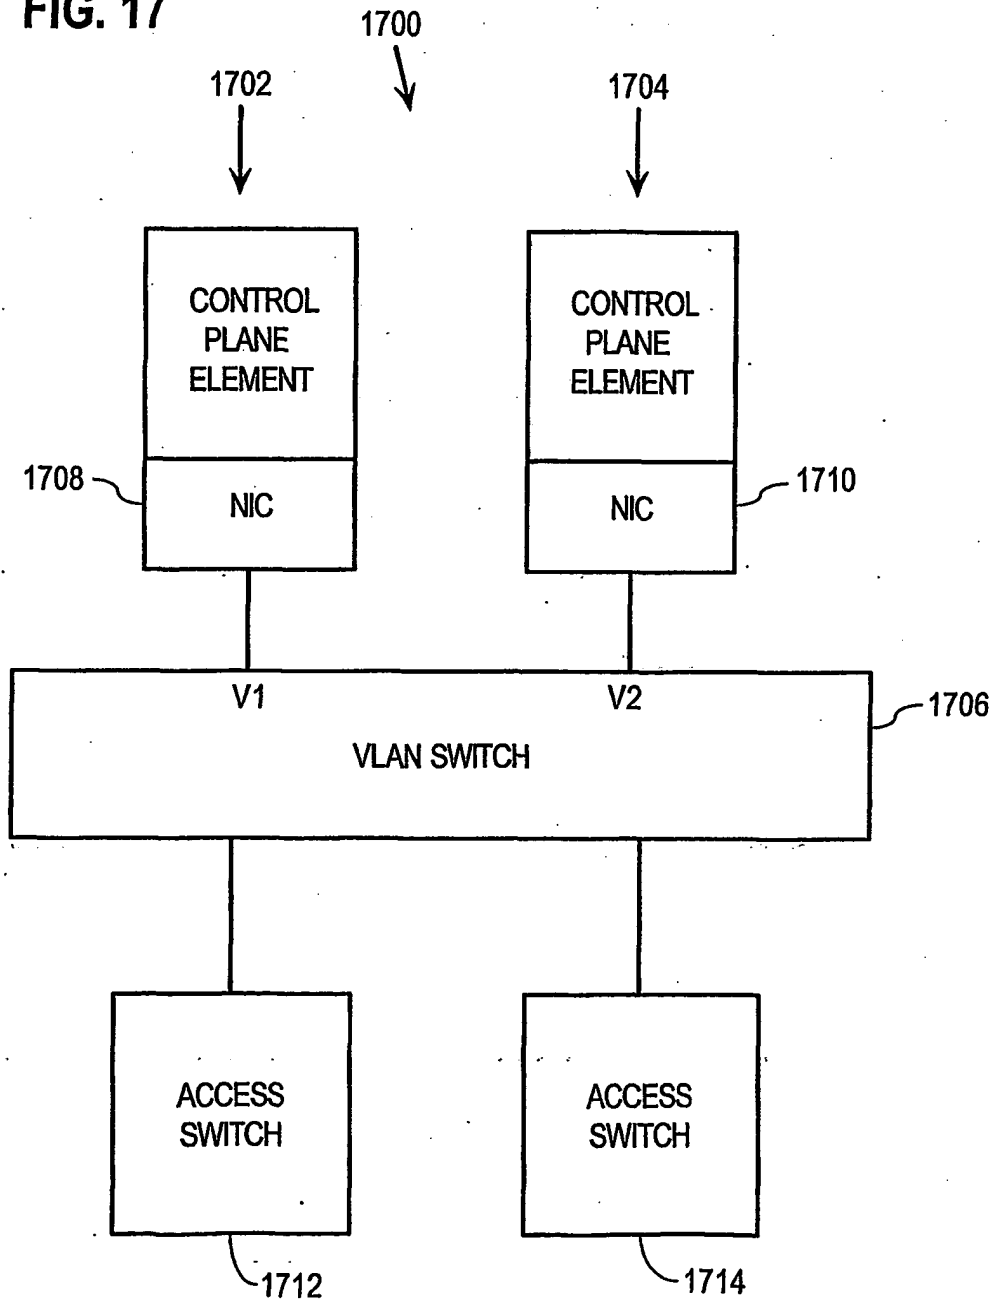 FIG. 17
1700
1702
1704
CONTROL
PLANE
ELEMENT
CONTROL
PLANE
ELEMENT
1708
NIC
NIC
1710
V1
V2
1706
VLAN SWITCH
ACCESS
SWITCH
ACCESS
SWITCH
1712
1714